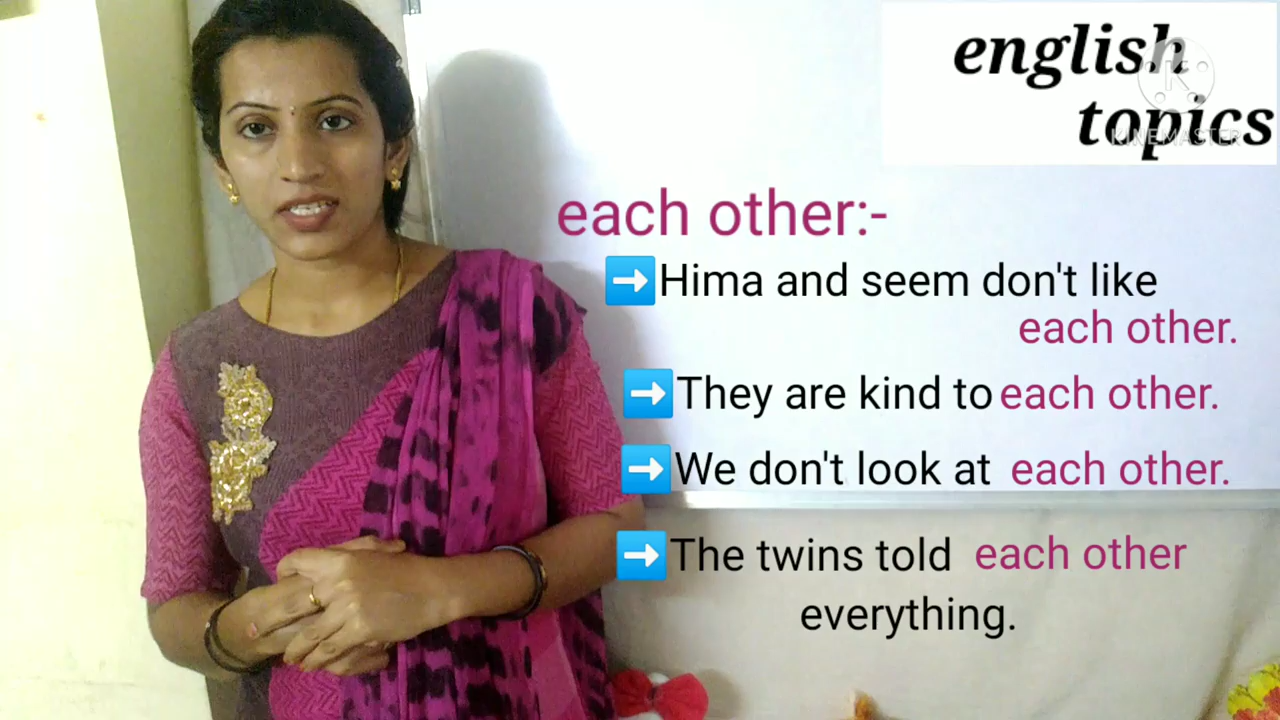 english
topics
KINEMASTER
each other:-
➡Hima and seem don't like
each other.
➡They are kind to each other.
➡We don't look at each other.
➡The twins told each other
everything.